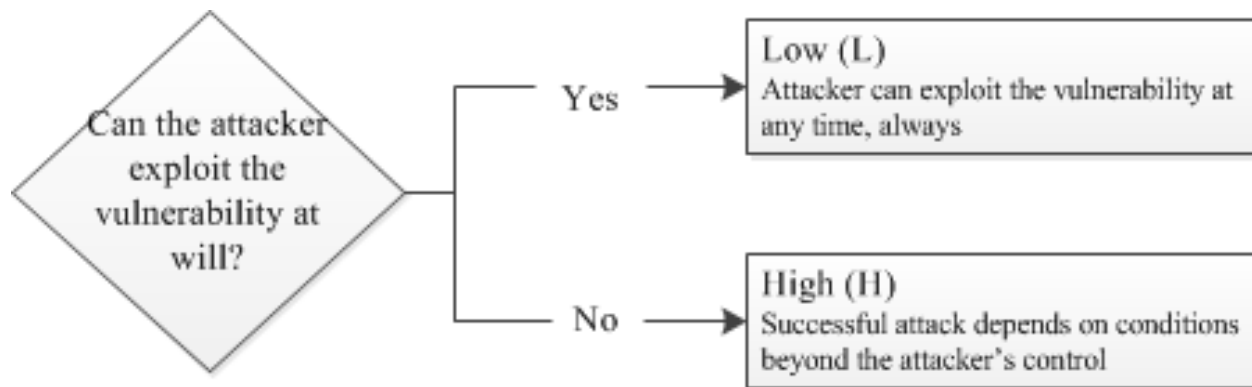 Can the attacker
exploit the
vulnerability at
will?
Yes
Low (L)
Attacker can exploit the vulnerability at
any time, always
No
High (H)
Successful attack depends on conditions
beyond the attacker's control